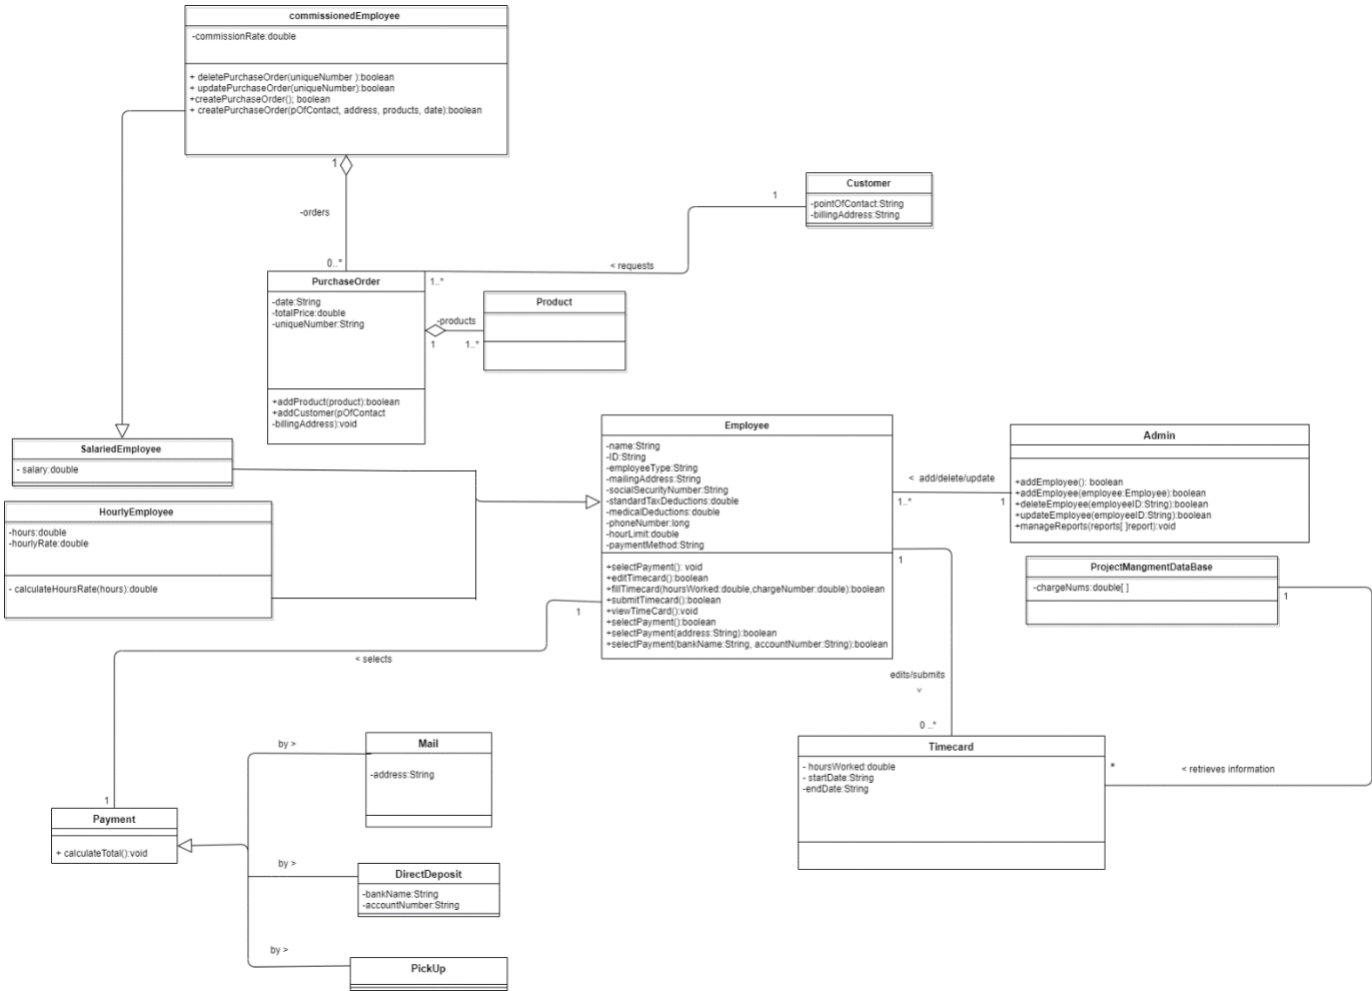 commissionedEmployee
-commissionRate:double
+ deletePurchaseOrder(uniqueNumber ):boolean
+ updatePurchaseOrder(uniqueNumber):boolean
+createPurchaseOrder(); boolean
+ createPurchaseOrder(pOfContact, address, products, date):boolean
1
-orders
0..*
Customer
-pointOfContact:String
-billingAddress:String
1
< requests
1..*
PurchaseOrder
-date:String
-totalPrice:double
-uniqueNumber:String
+addProduct(product):boolean
+addCustomer(pOfContact
-billingAddress):void
-products
1
1..*
Product
SalariedEmployee
- salary:double
HourlyEmployee
-hours:double
-hourlyRate:double
- calculateHoursRate(hours):double
Employee
-name:String
-ID:String
-employeeType:String
-mailingAddress:String
-socialSecurityNumber:String
-standardTaxDeductions:double
-medicalDeductions:double
-phoneNumber:long
-hourLimit:double
-paymentMethod:String
+selectPayment(): void
+editTimecard():boolean
+fillTimecard(hoursWorked:double,chargeNumber:double):boolean
+submitTimecard():boolean
+viewTimeCard():void
+selectPayment():boolean
+selectPayment(address:String):boolean
+selectPayment(bankName:String, accountNumber:String):boolean
< add/delete/update
1..*
1
Admin
+addEmployee(): boolean
+addEmployee(employee:Employee):boolean
+deleteEmployee(employeeID:String):boolean
+updateEmployee(employeeID:String):boolean
+manageReports(reports[ ]report):void
ProjectMangmentDataBase
-chargeNums:double[ ]
1
1
edits/submits
v
0 ..*
1
< selects
1
Timecard
- hoursWorked:double
- startDate:String
-endDate:String
*
< retrieves information
Payment
+ calculateTotal():void
by >
Mail
-address:String
by >
DirectDeposit
-bankName:String
-accountNumber:String
by >
PickUp